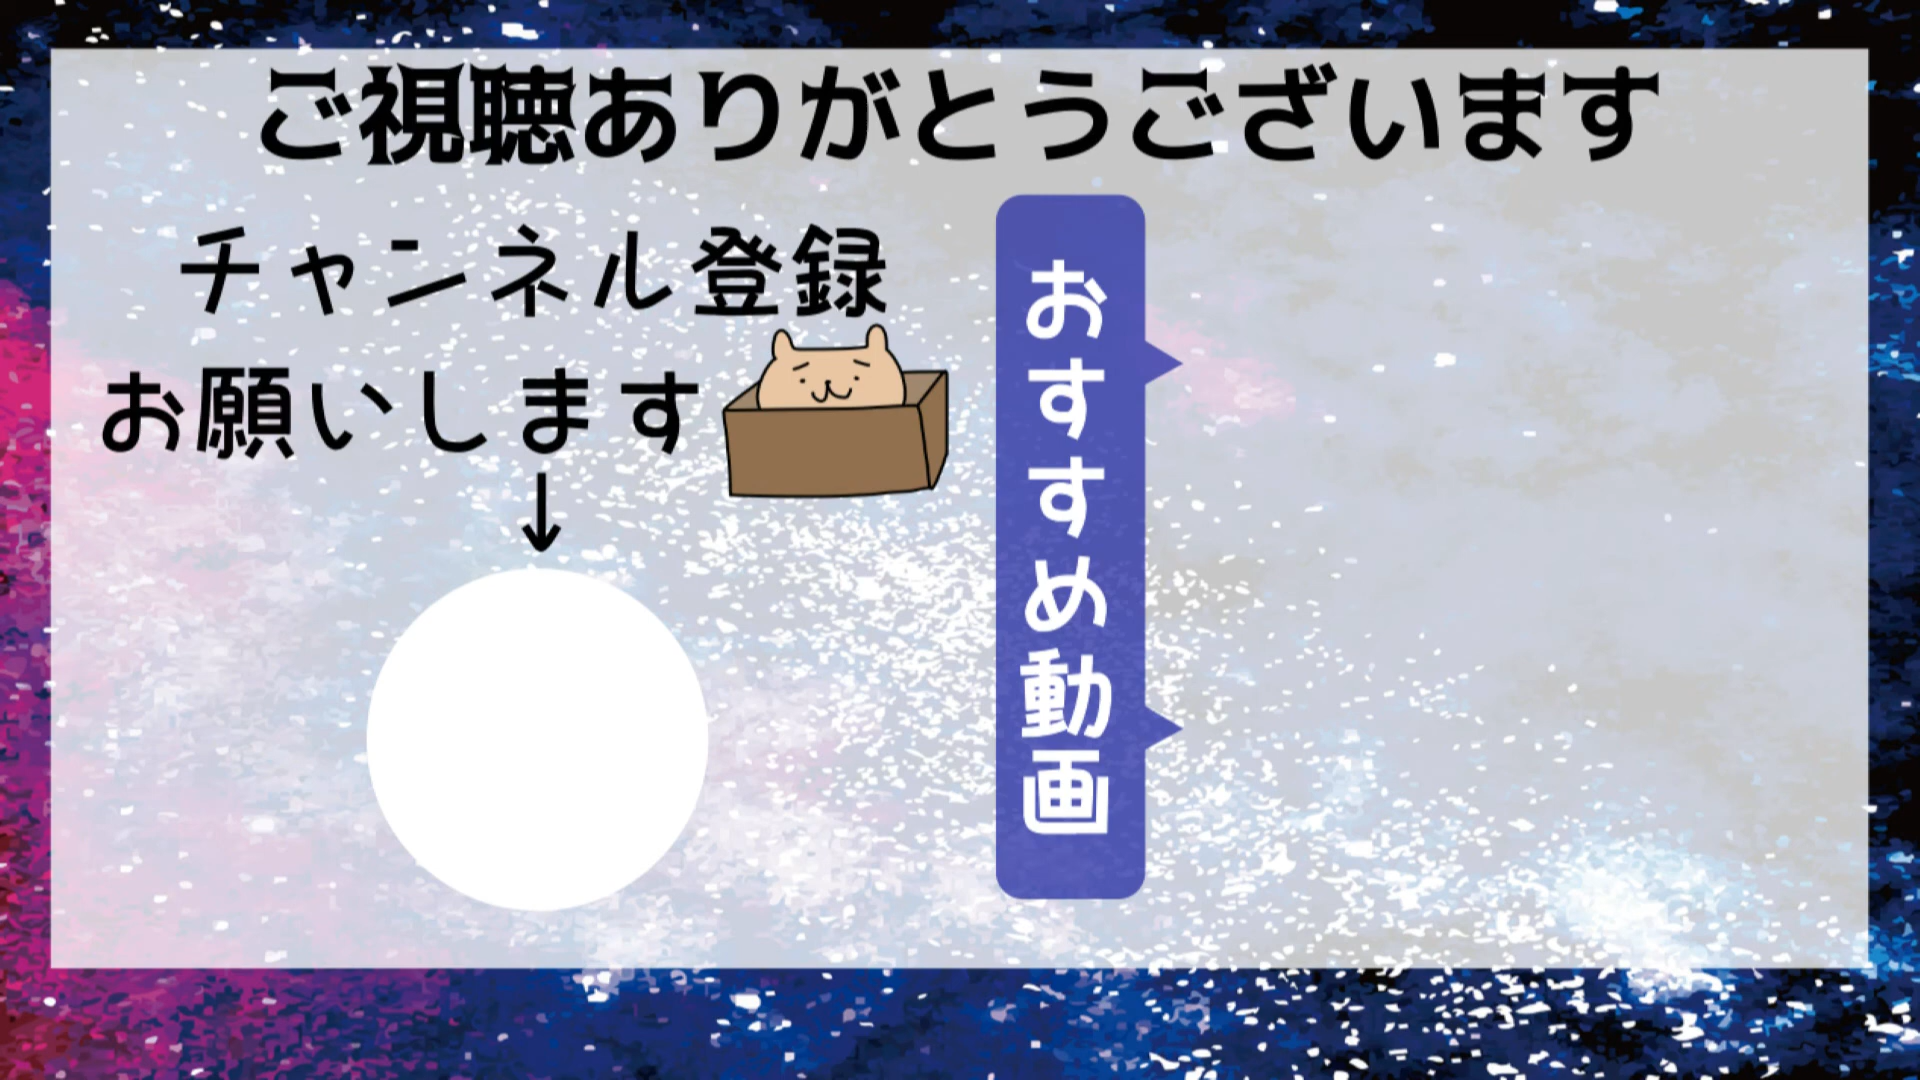 ご視聴ありがとうございます
チャンネル登録
お願いします
↓
おすすめ動画